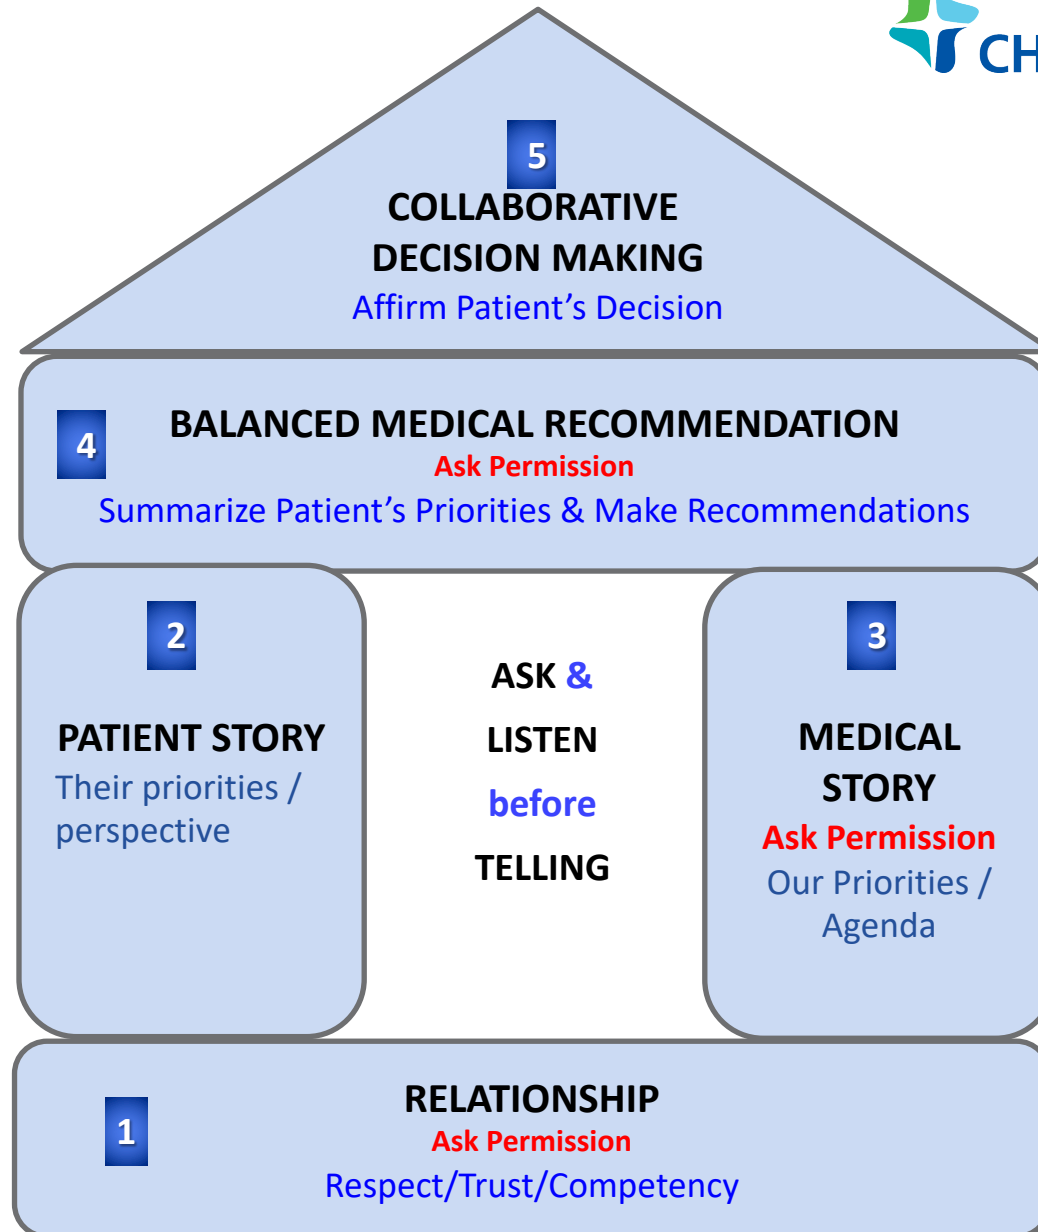 CH
5
COLLABORATIVE
DECISION MAKING
Affirm Patient’s Decision
4
BALANCED MEDICAL RECOMMENDATION
Ask Permission
Summarize Patient’s Priorities & Make Recommendations
2
PATIENT STORY
Their priorities /
perspective
ASK &
LISTEN
before
TELLING
3
MEDICAL
STORY
Ask Permission
Our Priorities /
Agenda
1
RELATIONSHIP
Ask Permission
Respect/Trust/Competency